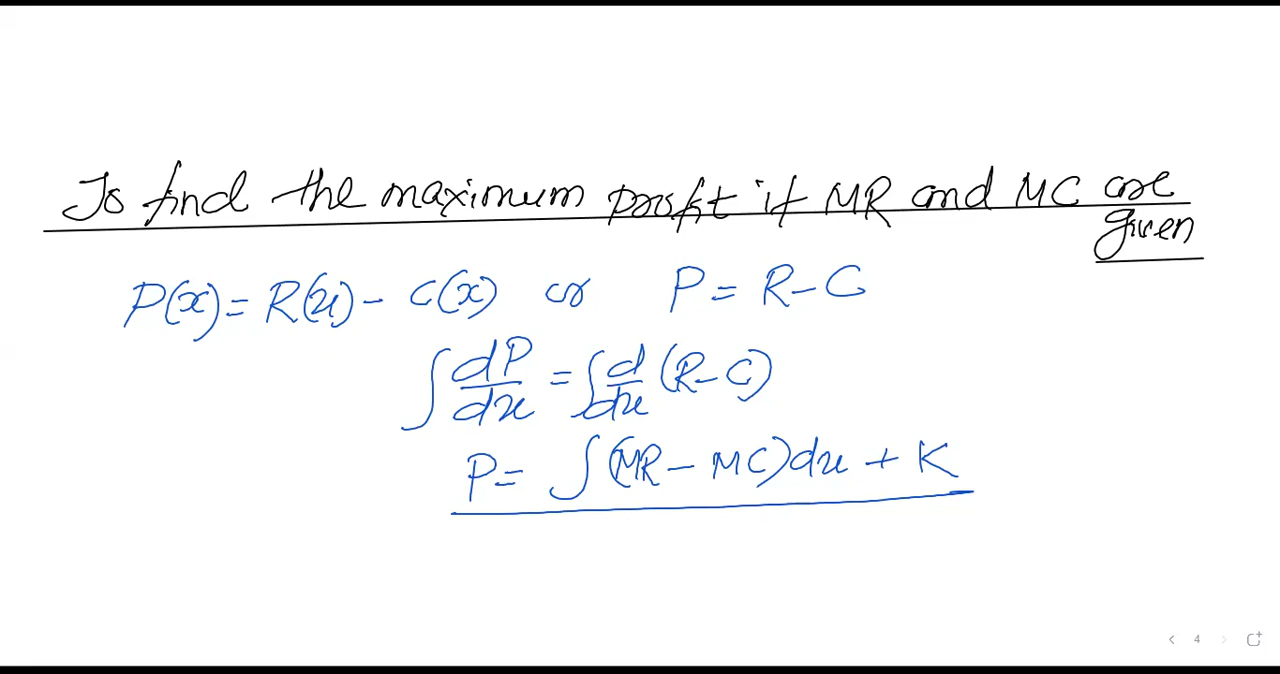 To find the maximum profit if MR and MC are
given
P(x) = R(x) - C(x) or P = R - C
∫ dP/dx = ∫ d/dx (R - C)
P = ∫ (MR - MC) dx + K
4